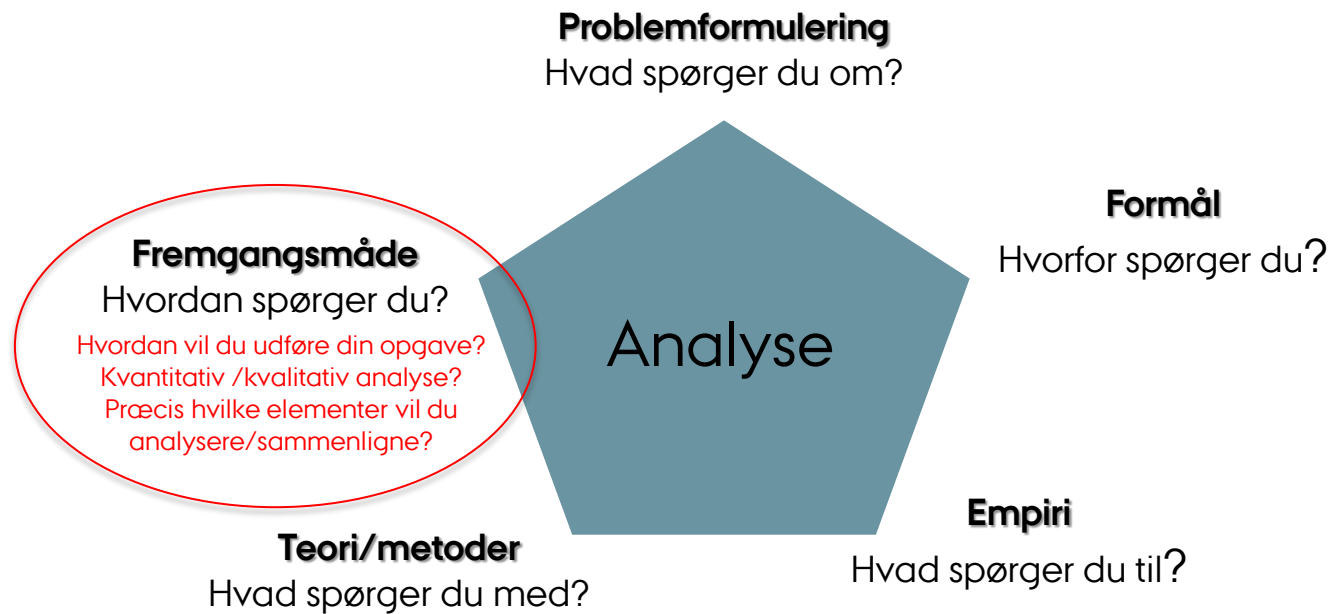 Problemformulering
Hvad spørger du om?
Formål
Hvorfor spørger du?
Fremgangsmåde
Hvordan spørger du?
Hvordan vil du udføre din opgave?
Kvantitativ /kvalitativ analyse?
Præcis hvilke elementer vil du
analysere/sammenligne?
Analyse
Empiri
Hvad spørger du til?
Teori/metoder
Hvad spørger du med?